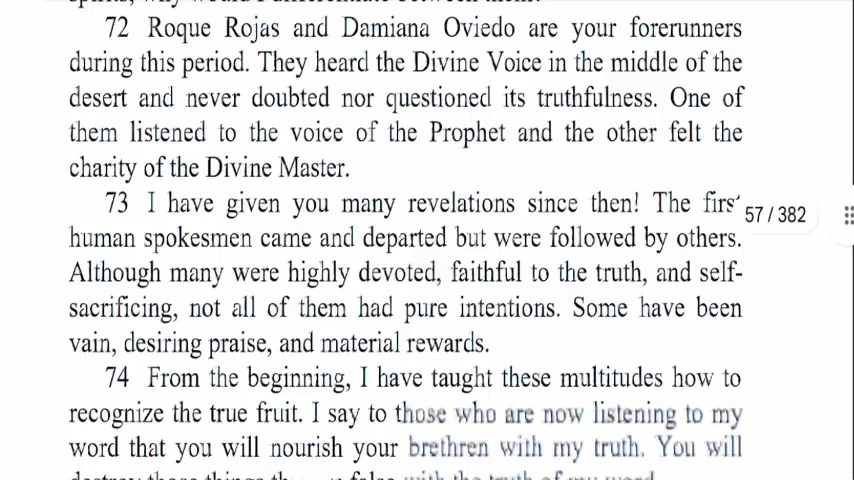 72 Roque Rojas and Damiana Oviedo are your forerunners
during this period. They heard the Divine Voice in the middle of the
desert and never doubted nor questioned its truthfulness. One of
them listened to the voice of the Prophet and the other felt the
charity of the Divine Master.
73 I have given you many revelations since then! The firs
57 / 382
human spokesmen came and departed but were followed by others.
Although many were highly devoted, faithful to the truth, and self-
sacrificing, not all of them had pure intentions. Some have been
vain, desiring praise, and material rewards.
74 From the beginning, I have taught these multitudes how to
recognize the true fruit. I say to those who are now listening to my
word that you will nourish your brethren with my truth. You will